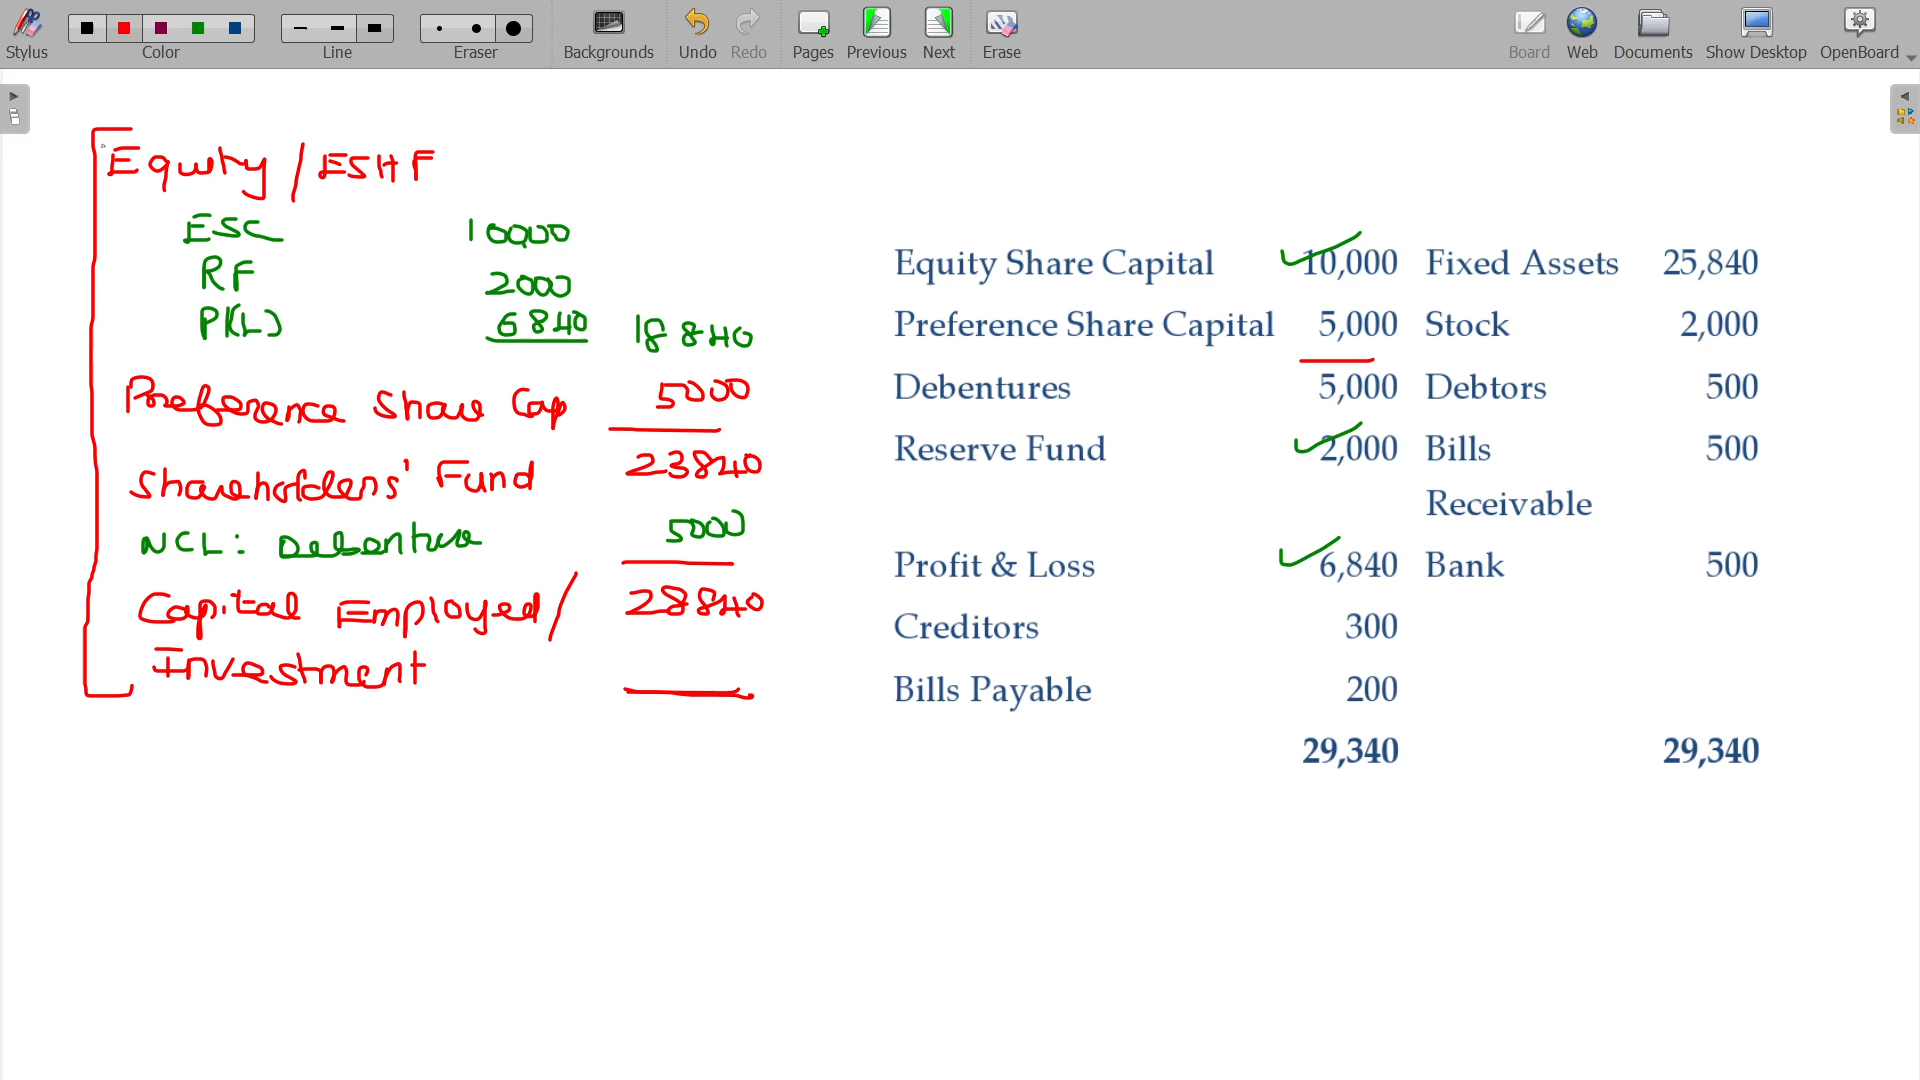 Stylus
Color
Line
Eraser
Backgrounds
Undo
Redo
Pages
Previous
Next
Erase
Board
Web
Documents
Show Desktop
OpenBoard
Equity / ESHF
ESC 10000
RF 2000
P/(L) 6840 18840
Preference Share Cap 5000
Shareholders' Fund 23840
NCL: Debenture 5000
Capital Employed / 28840
Investment
Equity Share Capital 10,000 Fixed Assets 25,840
Preference Share Capital 5,000 Stock 2,000
Debentures 5,000 Debtors 500
Reserve Fund 2,000 Bills 500
Receivable
Profit & Loss 6,840 Bank 500
Creditors 300
Bills Payable 200
29,340 29,340